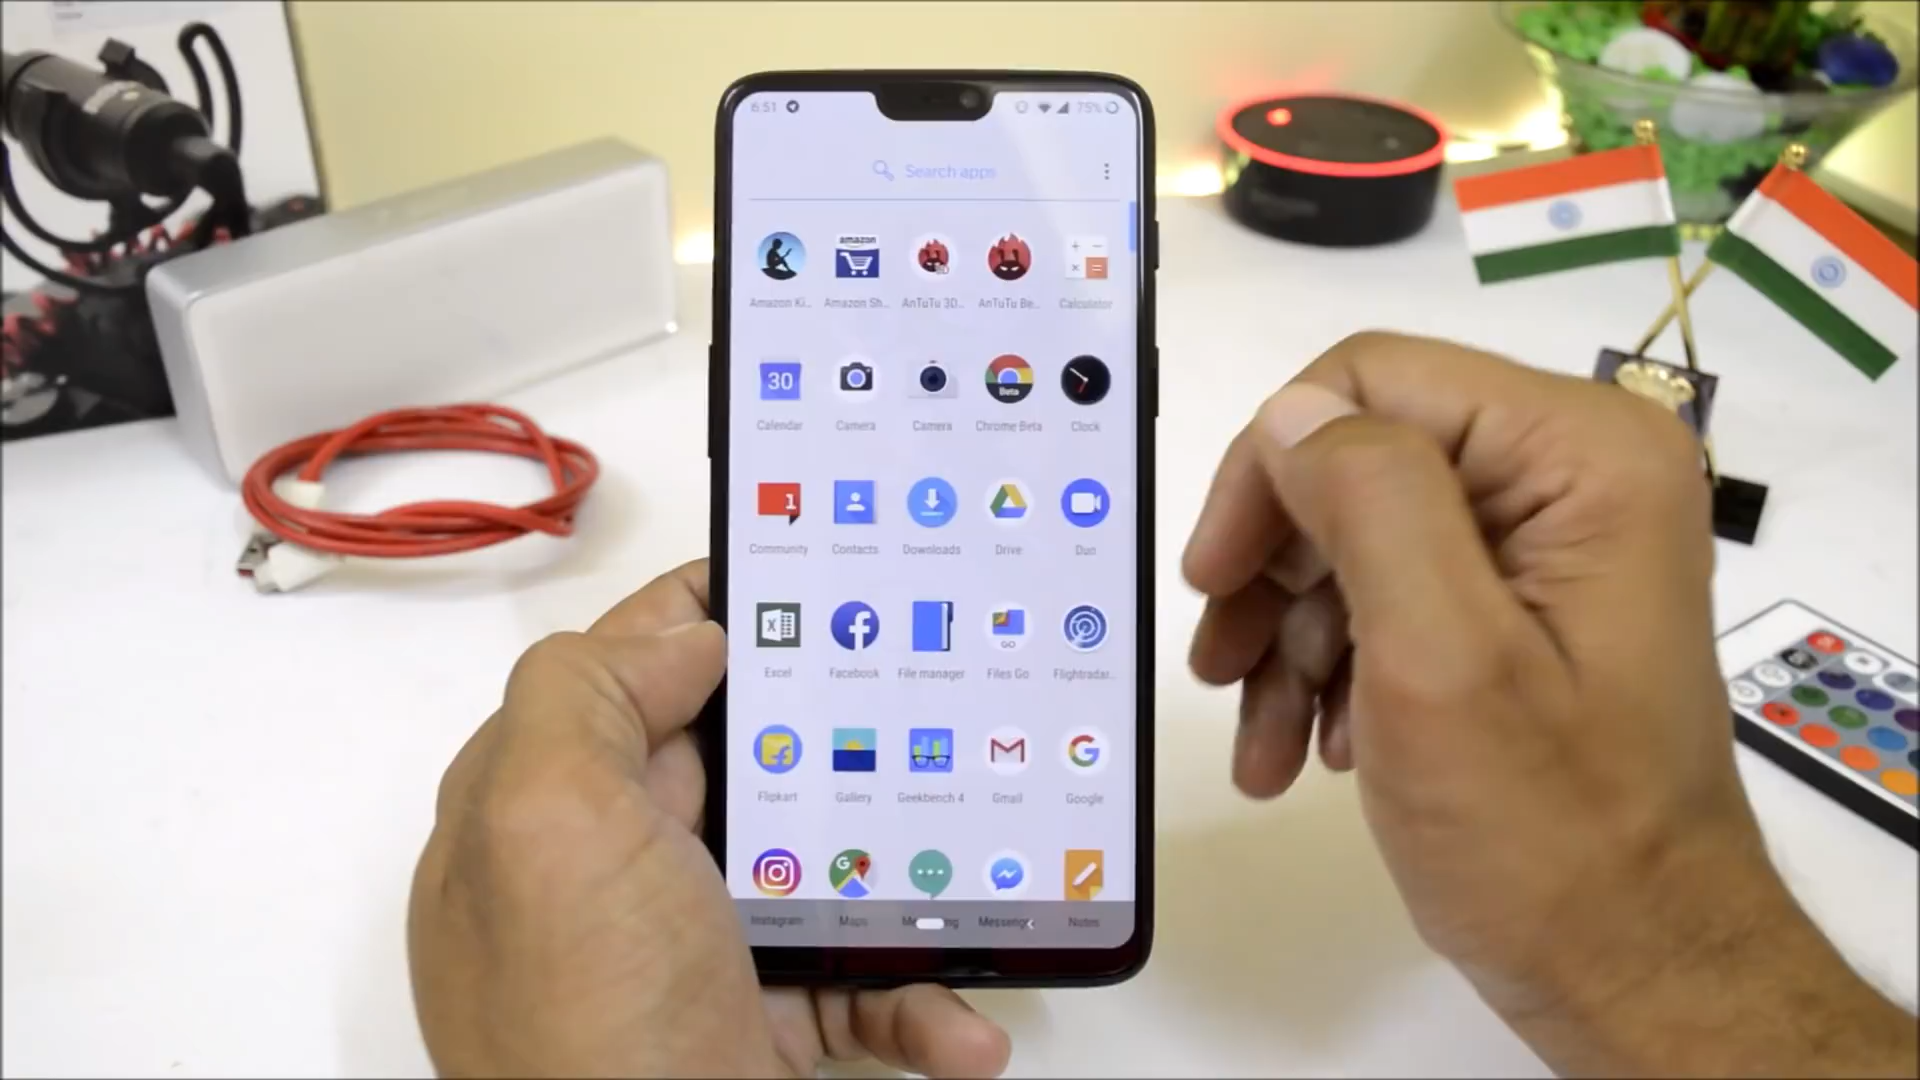 6:51 75%
Search apps
amazon
Amazon Ki.. Amazon Sh.. AnTuTu 3D.. AnTuTu Be.. Calculator
30 Beta
Calendar Camera Camera Chrome Beta Clock
1
Community Contacts Downloads Drive Duo
X GO
Excel Facebook File manager Files Go Flightradar..
Flipkart Gallery Geekbench 4 Gmail Google
Instagram Maps Messenger Notes